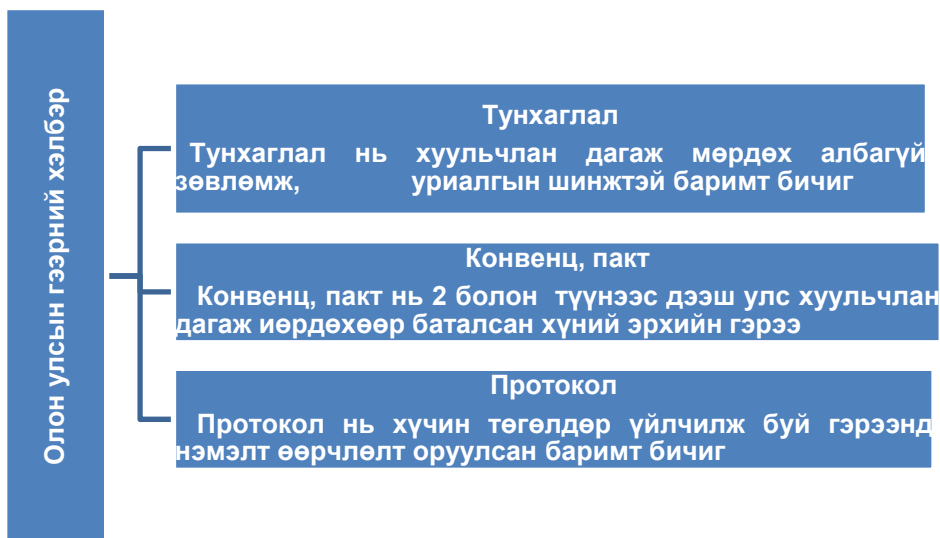 Олон улсын гээрний хэлбэр
Тунхаглал
Тунхаглал нь хуульчлан дагаж мөрдөх албагүй
зөвлөмж, уриалгын шинжтэй баримт бичиг
Конвенц, пакт
Конвенц, пакт нь 2 болон түүнээс дээш улс хуульчлан
дагаж иөрдөхөөр баталсан хүний эрхийн гэрээ
Протокол
Протокол нь хүчин төгөлдөр үйлчилж буй гэрээнд
нэмэлт өөрчлөлт оруулсан баримт бичиг